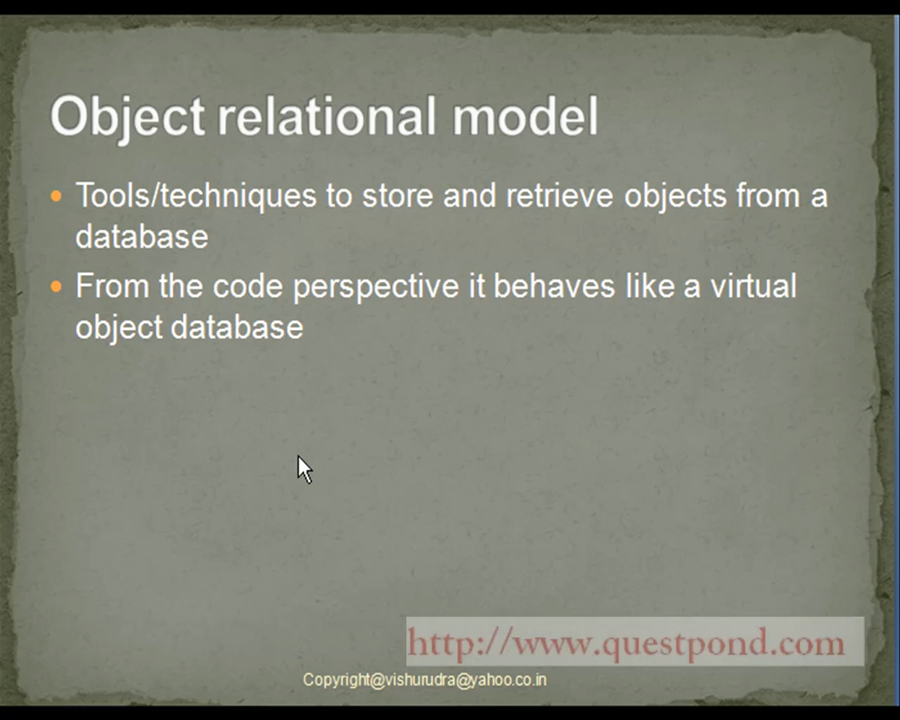 Object relational model
• Tools/techniques to store and retrieve objects from a
database
• From the code perspective it behaves like a virtual
object database
http://www.questpond.com
Copyright@vishurudra@yahoo.co.in